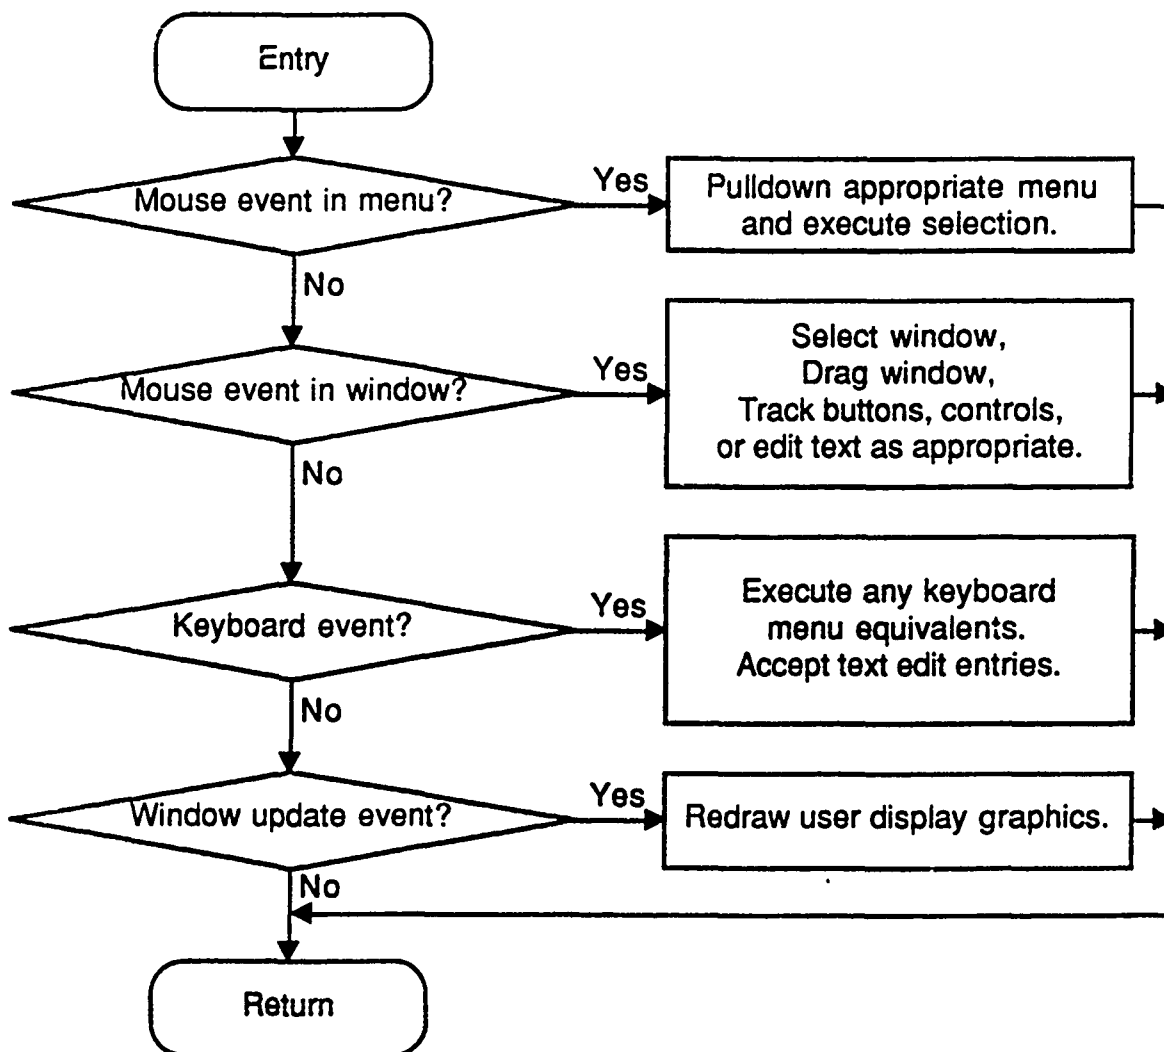 Entry
Mouse event in menu?
Yes
Pulldown appropriate menu
and execute selection.
No
Mouse event in window?
Yes
Select window,
Drag window,
Track buttons, controls,
or edit text as appropriate.
No
Keyboard event?
Yes
Execute any keyboard
menu equivalents.
Accept text edit entries.
No
Window update event?
Yes
Redraw user display graphics.
No
Return